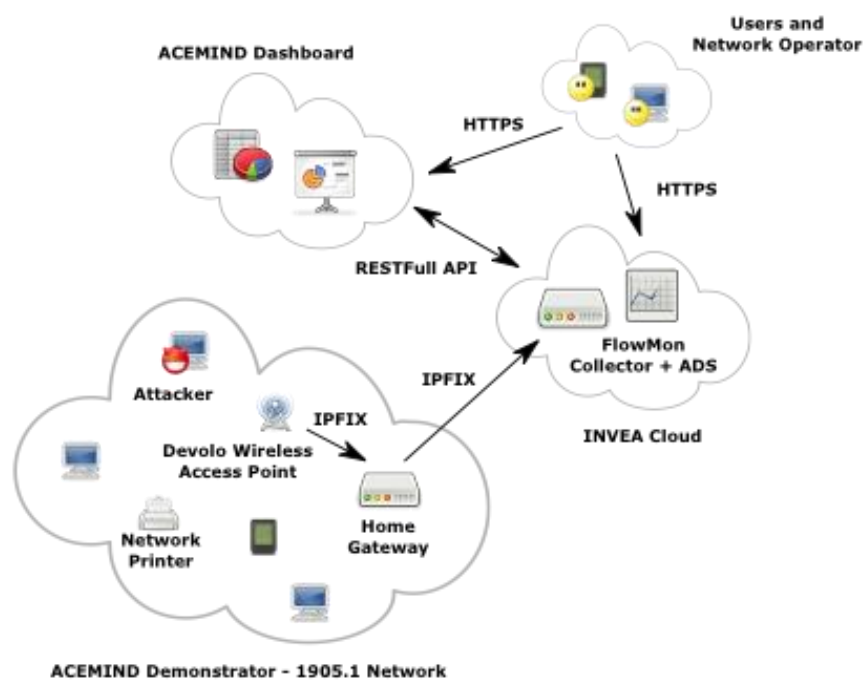 Users and
Network Operator
ACEMIND Dashboard
HTTPS
HTTPS
RESTFull API
FlowMon
Collector + ADS
IPFIX
INVEA Cloud
Attacker
IPFIX
Devolo Wireless
Access Point
Home
Gateway
Network
Printer
ACEMIND Demonstrator - 1905.1 Network